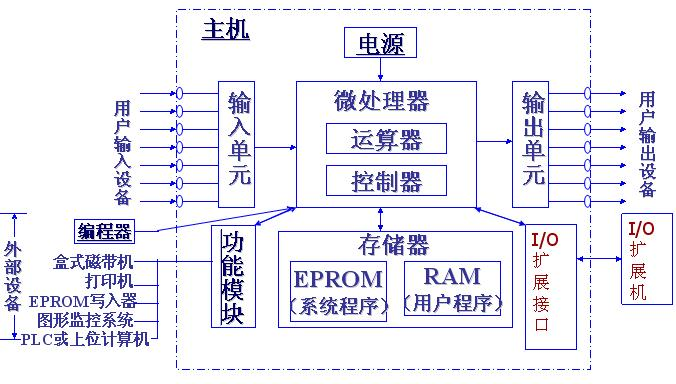 主机
电源
用户输入设备
输入单元
微处理器
运算器
控制器
输出单元
用户输出设备
编程器
外部设备
盒式磁带机
打印机
EPROM写入器
图形监控系统
PLC或上位计算机
功能模块
存储器
EPROM
（系统程序）
RAM
（用户程序）
I/O扩展接口
I/O扩展机